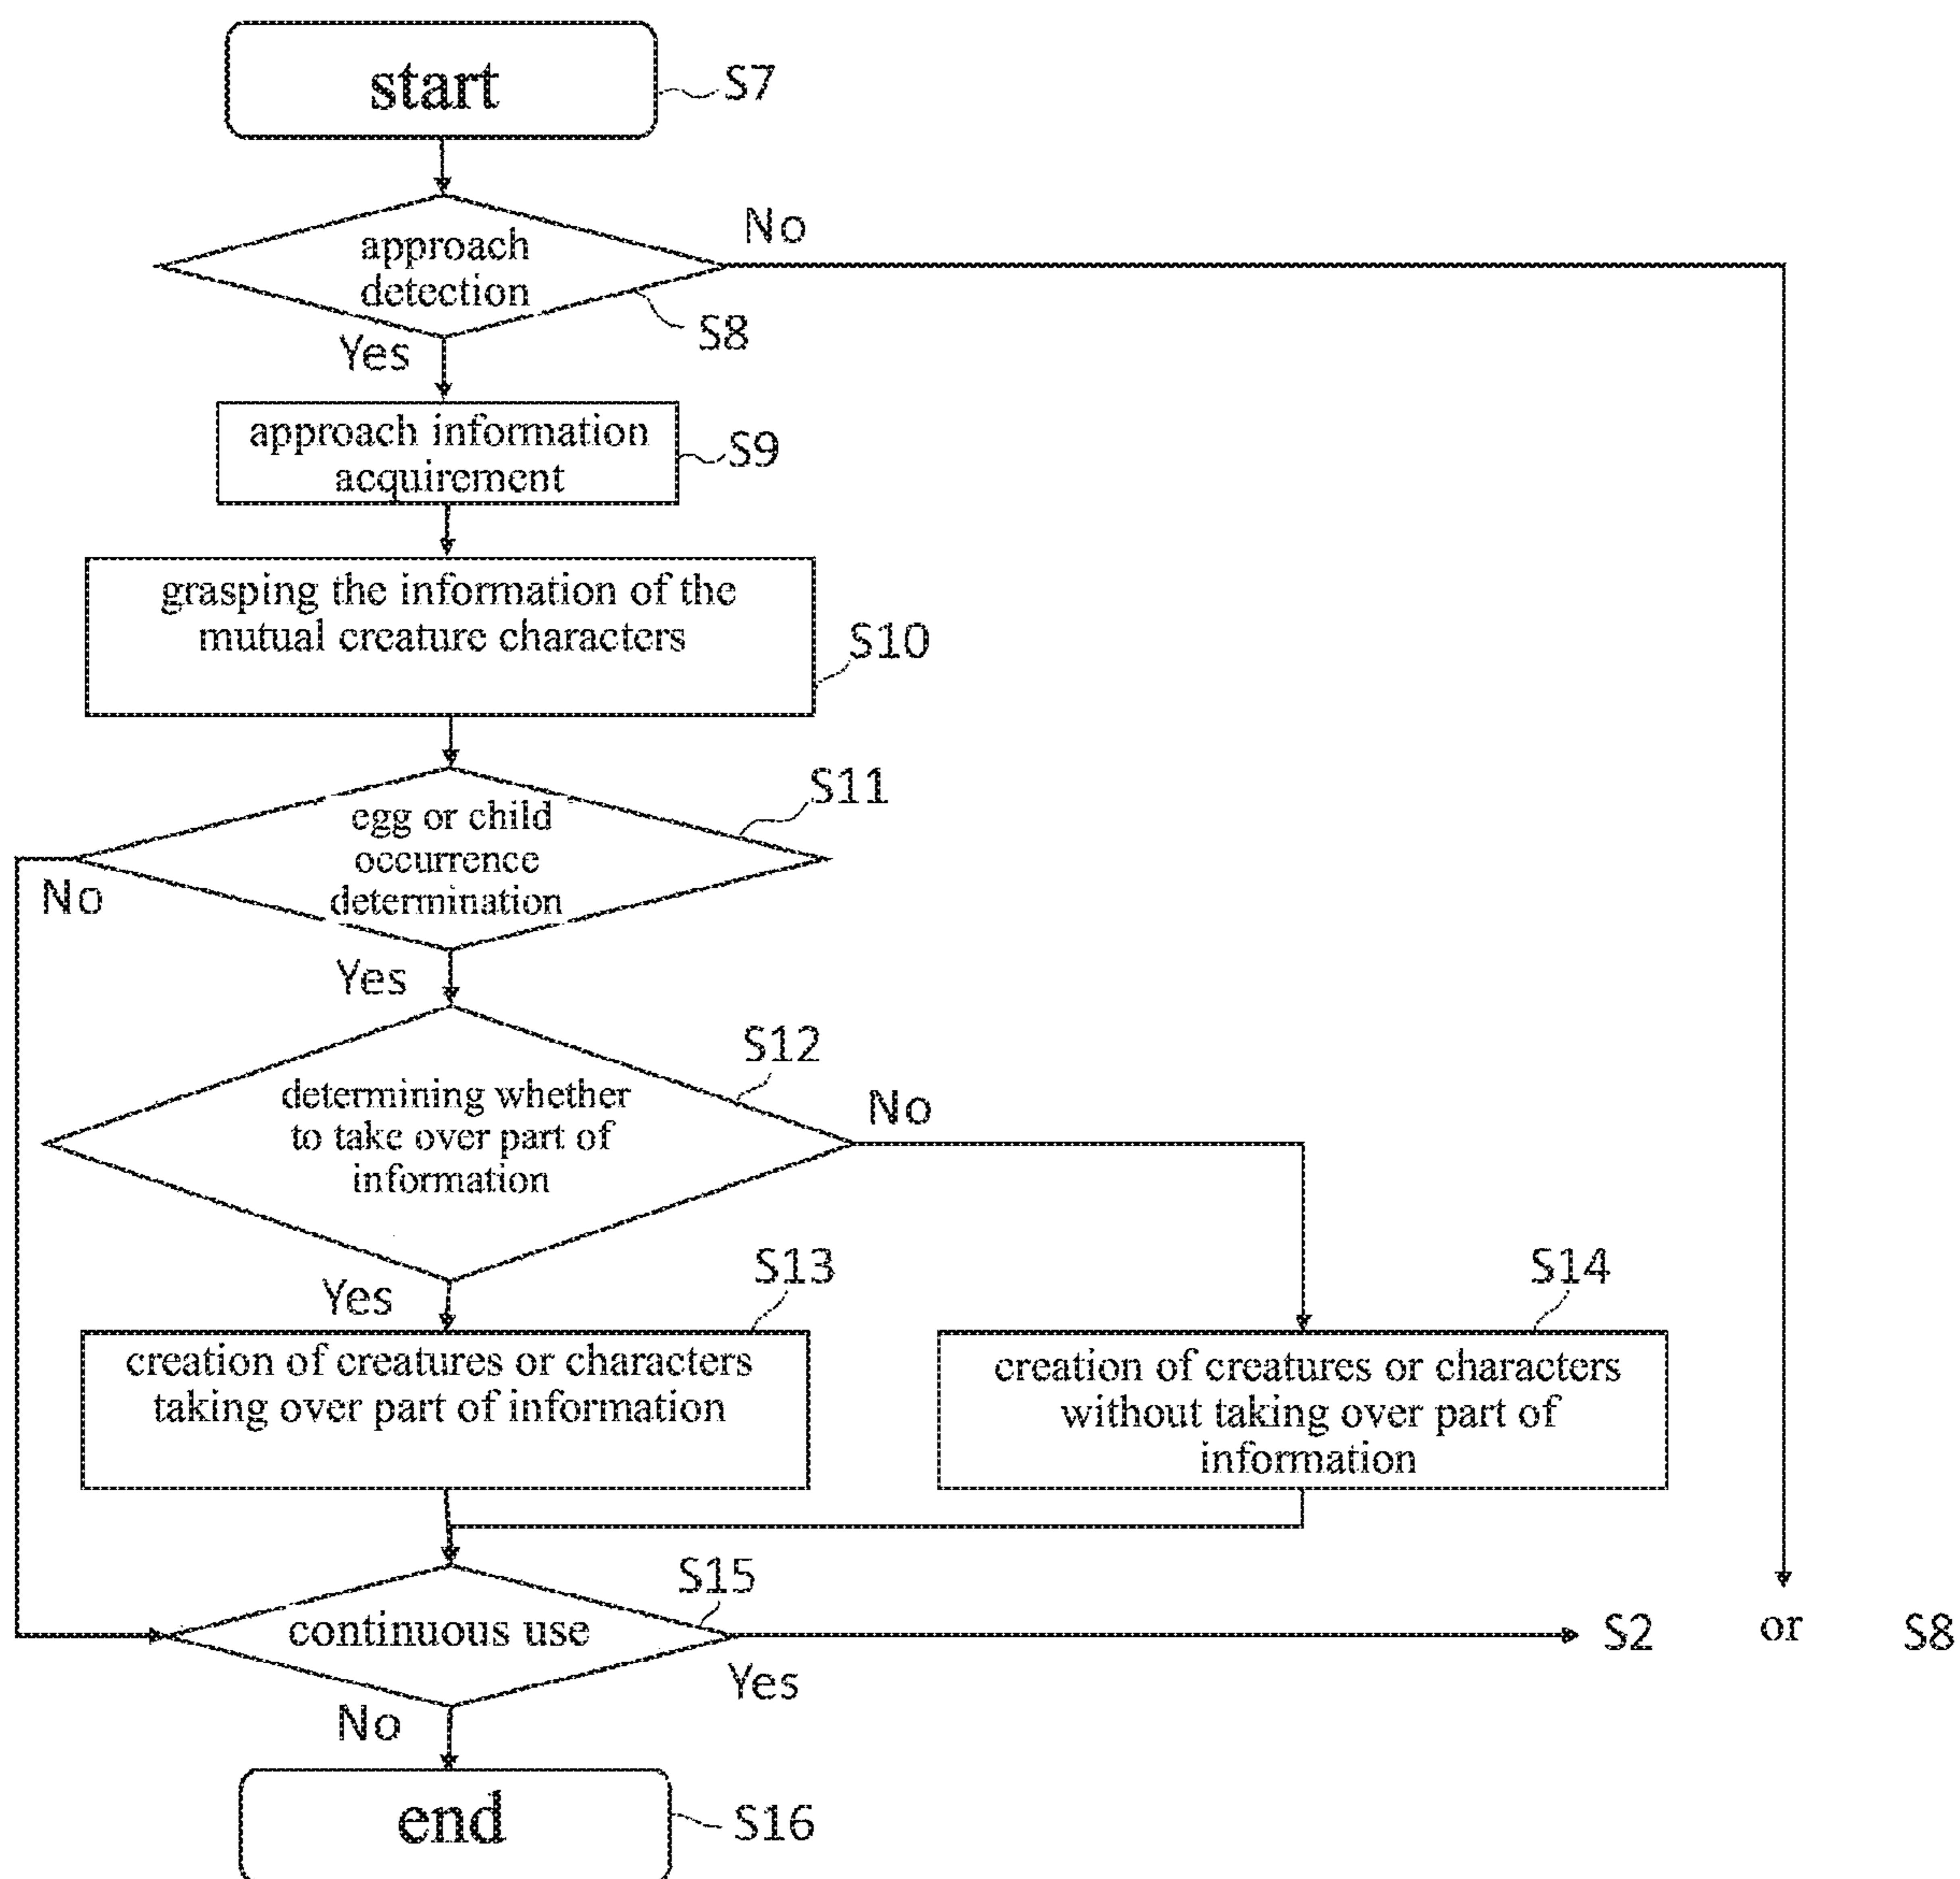 start
S7
No
approach
detection
S8
Yes
approach information
acquirement
S9
grasping the information of the
mutual creature characters
S10
S11
egg or child
occurrence
determination
No
Yes
S12
determining whether
to take over part of
information
No
Yes
S13
S14
creation of creatures or characters
taking over part of information
creation of creatures or characters
without taking over part of
information
S15
continuous use
S2 or S8
Yes
No
end
S16